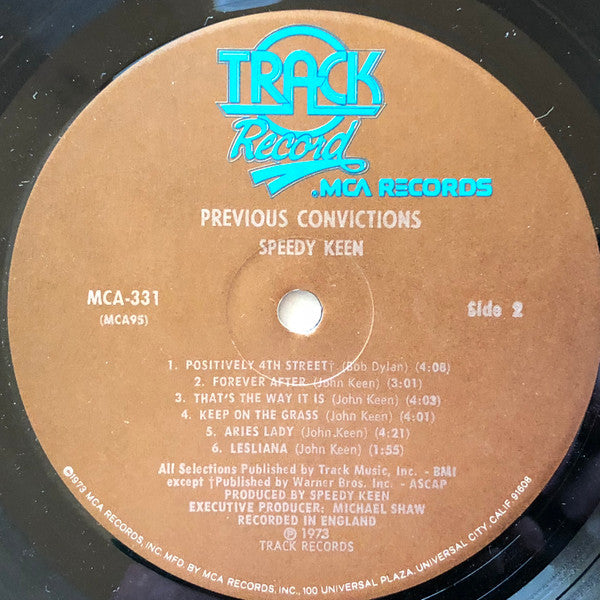 TRACK
Record
MCA RECORDS
PREVIOUS CONVICTIONS
SPEEDY KEEN
MCA-331
(MCA95)
Side 2
1. POSITIVELY 4TH STREET† (Bob Dylan) (4:08)
2. FOREVER AFTER (John Keen) (3:01)
3. THAT'S THE WAY IT IS (John Keen) (4:03)
4. KEEP ON THE GRASS (John Keen) (4:01)
5. ARIES LADY (John Keen) (4:21)
6. LESLIANA (John Keen) (1:55)
All Selections Published by Track Music, Inc. - BMI
except †Published by Warner Bros. Inc. - ASCAP
PRODUCED BY SPEEDY KEEN
EXECUTIVE PRODUCER: MICHAEL SHAW
RECORDED IN ENGLAND
℗ 1973
TRACK RECORDS
©1973 MCA RECORDS, INC. MFD. BY MCA RECORDS, INC., 100 UNIVERSAL PLAZA, UNIVERSAL CITY, CALIF. 91608